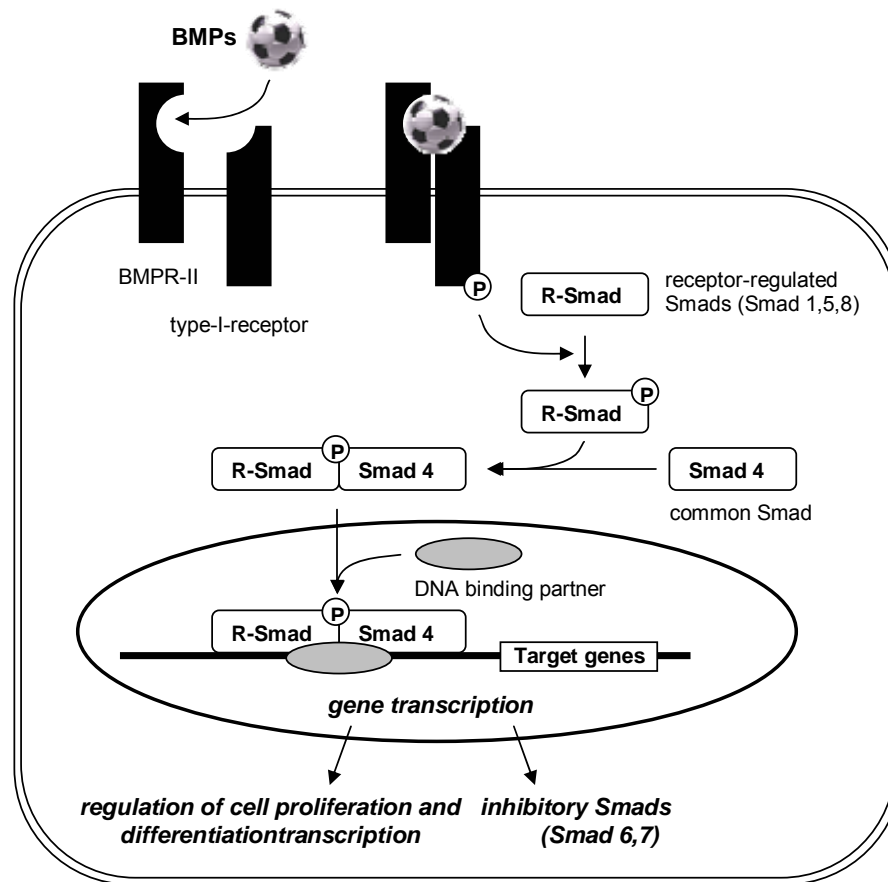 BMPs
BMPR-II
type-I-receptor
P
R-Smad
receptor-regulated
Smads (Smad 1,5,8)
P
R-Smad
P
R-Smad
Smad 4
Smad 4
common Smad
DNA binding partner
P
R-Smad
Smad 4
Target genes
gene transcription
regulation of cell proliferation and
differentiationtranscription
inhibitory Smads
(Smad 6,7)